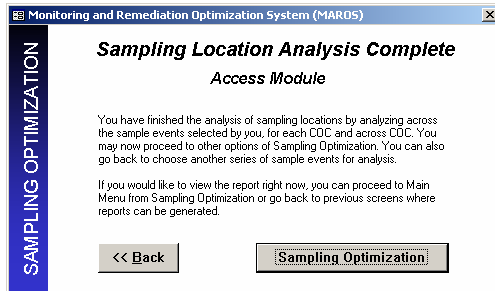 Monitoring and Remediation Optimization System (MAROS)
SAMPLING OPTIMIZATION
Sampling Location Analysis Complete
Access Module
You have finished the analysis of sampling locations by analyzing across
the sample events selected by you, for each COC and across COC. You
may now proceed to other options of Sampling Optimization. You can also
go back to choose another series of sample events for analysis.
If you would like to view the report right now, you can proceed to Main
Menu from Sampling Optimization or go back to previous screens where
reports can be generated.
<< Back
Sampling Optimization